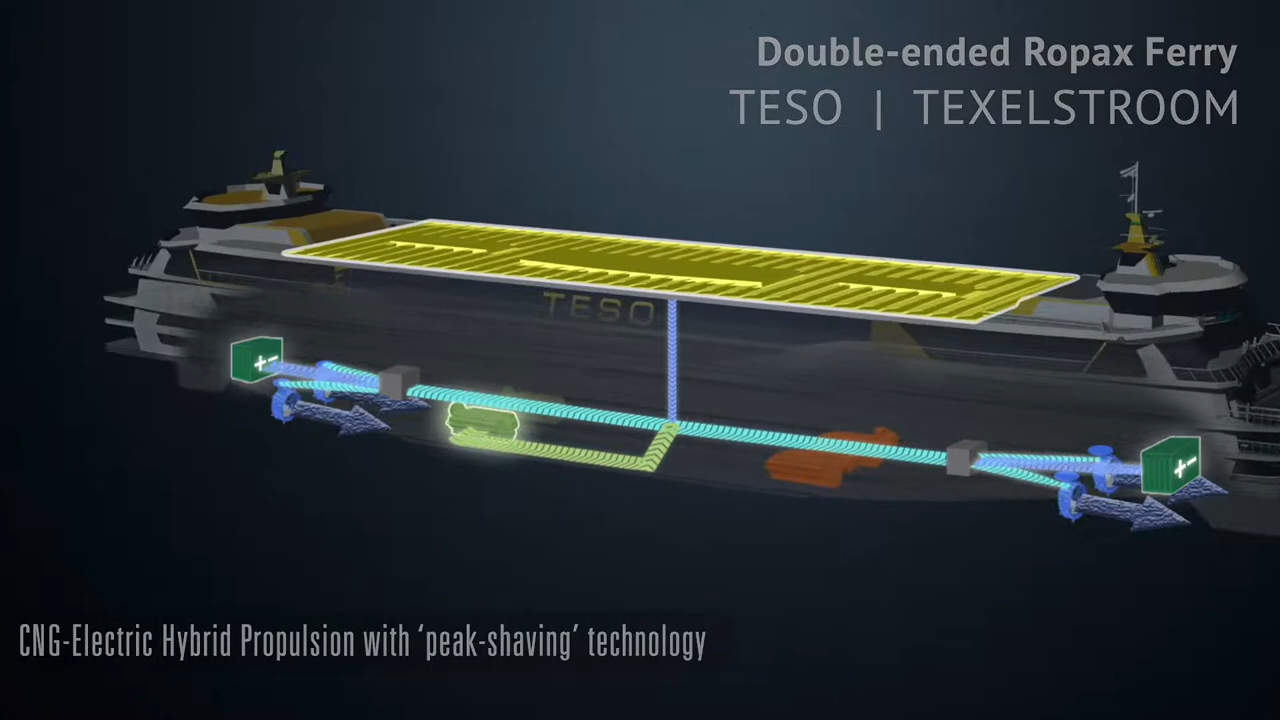 Double-ended Ropax Ferry
TESO | TEXELSTROOM
TESO
CNG-Electric Hybrid Propulsion with ‘peak-shaving’ technology